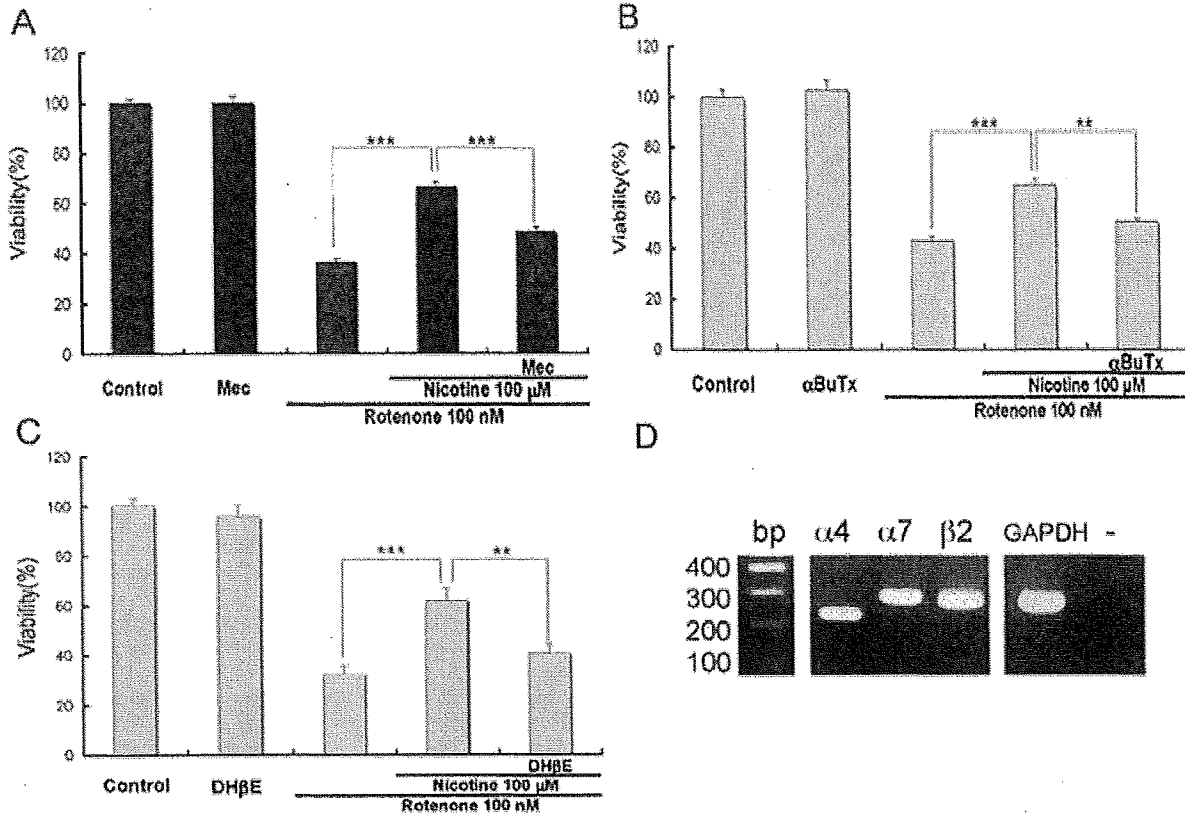 A
120
100
80
60
40
20
0
Viability(%)
***
***
Control
Mec
Mec
Nicotine 100 µM
Rotenone 100 nM
B
120
100
80
60
40
20
0
Viability(%)
***
**
Control
αBuTx
αBuTx
Nicotine 100 µM
Rotenone 100 nM
C
120
100
80
60
40
20
0
Viability(%)
***
**
Control
DHβE
DHβE
Nicotine 100 µM
Rotenone 100 nM
D
bp α4 α7 β2 GAPDH -
400
300
200
100